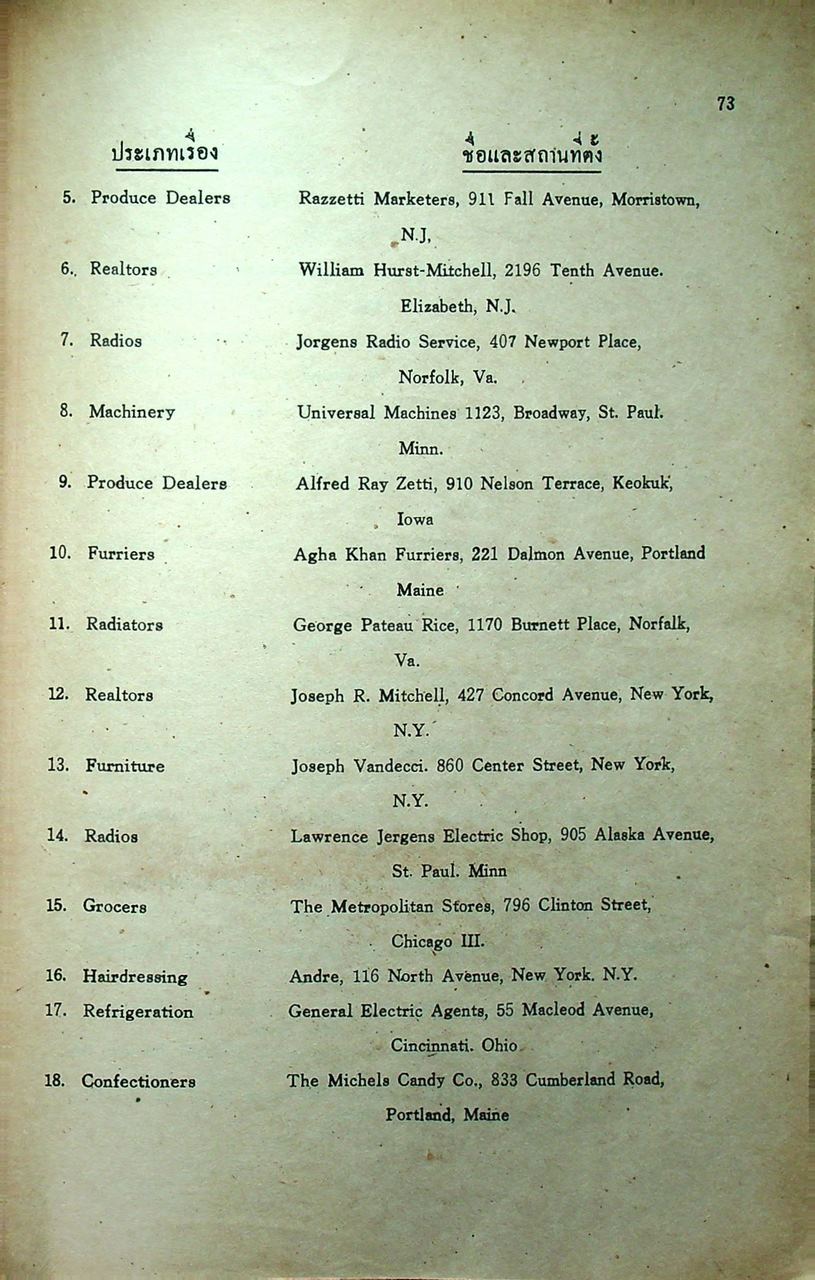 73
ประเภทเรื่อง ชื่อและสถานที่ตั้ง
5. Produce Dealers Razzetti Marketers, 911 Fall Avenue, Morristown,
N.J,
6. Realtors William Hurst-Mitchell, 2196 Tenth Avenue.
Elizabeth, N.J.
7. Radios Jorgens Radio Service, 407 Newport Place,
Norfolk, Va.
8. Machinery Universal Machines 1123, Broadway, St. Paul.
Minn.
9. Produce Dealers Alfred Ray Zetti, 910 Nelson Terrace, Keokuk,
Iowa
10. Furriers Agha Khan Furriers, 221 Dalmon Avenue, Portland
Maine
11. Radiators George Pateau Rice, 1170 Burnett Place, Norfalk,
Va.
12. Realtors Joseph R. Mitchell, 427 Concord Avenue, New York,
N.Y.
13. Furniture Joseph Vandecci. 860 Center Street, New York,
N.Y.
14. Radios Lawrence Jergens Electric Shop, 905 Alaska Avenue,
St. Paul. Minn
15. Grocers The Metropolitan Stores, 796 Clinton Street,
Chicago III.
16. Hairdressing Andre, 116 North Avenue, New York. N.Y.
17. Refrigeration General Electric Agents, 55 Macleod Avenue,
Cincinnati. Ohio
18. Confectioners The Michels Candy Co., 833 Cumberland Road,
Portland, Maine